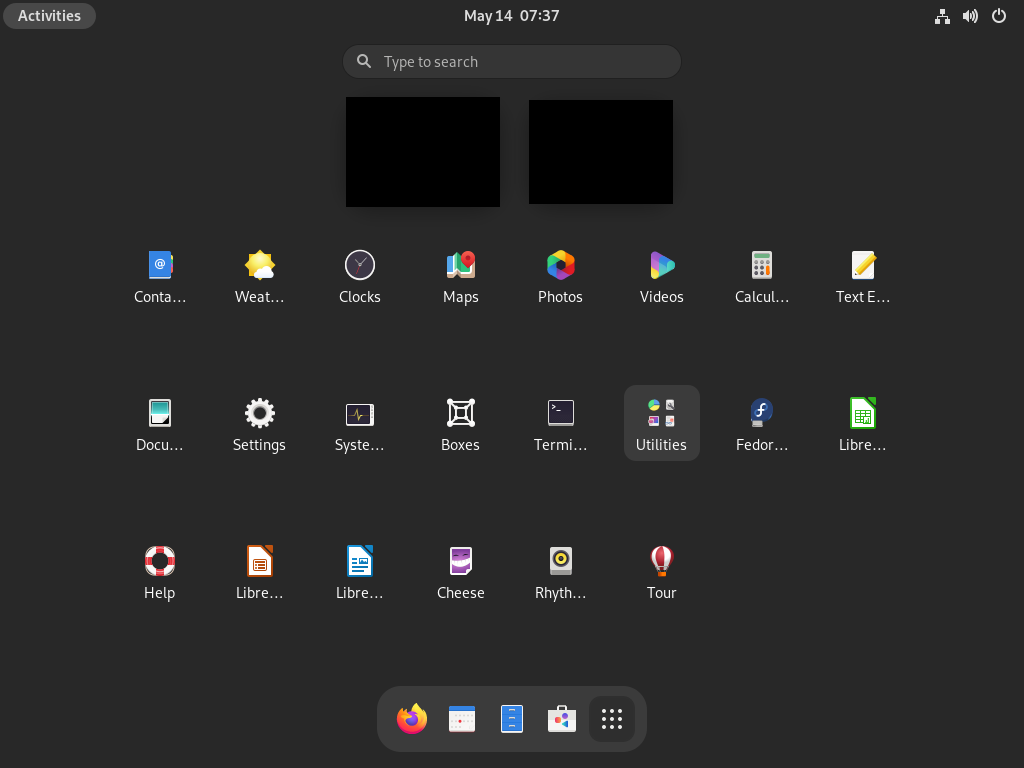 Activities
May 14 07:37
Type to search
Conta...
Weat...
Clocks
Maps
Photos
Videos
Calcul...
Text E...
Docu...
Settings
Syste...
Boxes
Termi...
Utilities
Fedor...
Libre...
Help
Libre...
Libre...
Cheese
Rhyth...
Tour